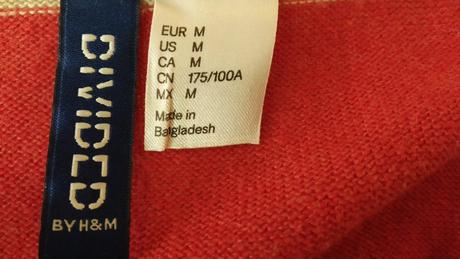 DIVIDED
BY H&M
EUR M
US M
CA M
CN 175/100A
MX M
Made in
Bangladesh